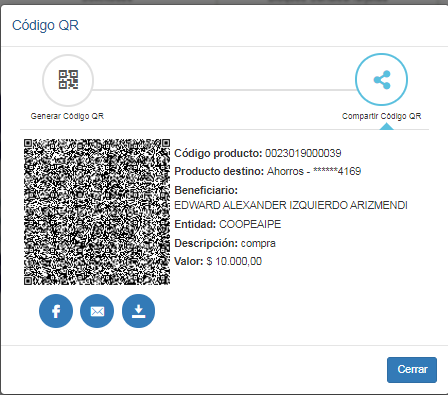 Código QR
Generar Código QR
Compartir Código QR
Código producto: 0023019000039
Producto destino: Ahorros - ******4169
Beneficiario:
EDWARD ALEXANDER IZQUIERDO ARIZMENDI
Entidad: COOPEAIPE
Descripción: compra
Valor: $ 10.000,00
Cerrar